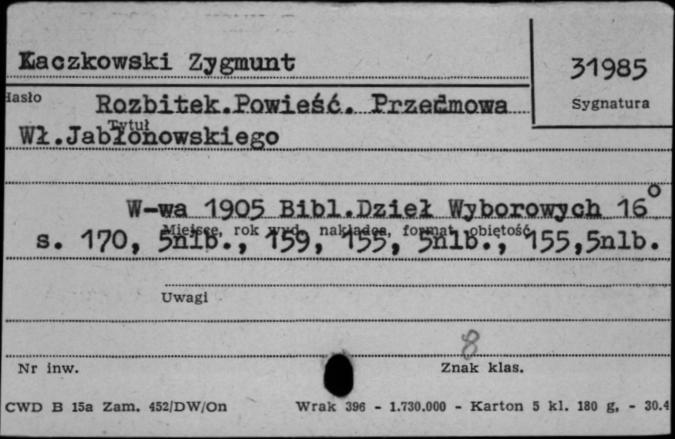 Kaczkowski Zygmunt
31985
Hasło
Sygnatura
Rozbitek.Powieść. Przedmowa
Tytuł
Wł.Jabłonowskiego
W-wa 1905 Bibl.Dzieł Wyborowych 16°
Miejsce, rok wyd., nakładca, format, objętość
s. 170, 5nlb., 159, 155, 5nlb., 155,5nlb.
Uwagi
8
Nr inw.
Znak klas.
CWD B 15a Zam. 452/DW/On Wrak 396 - 1.730.000 - Karton 5 kl. 180 g. - 30.4